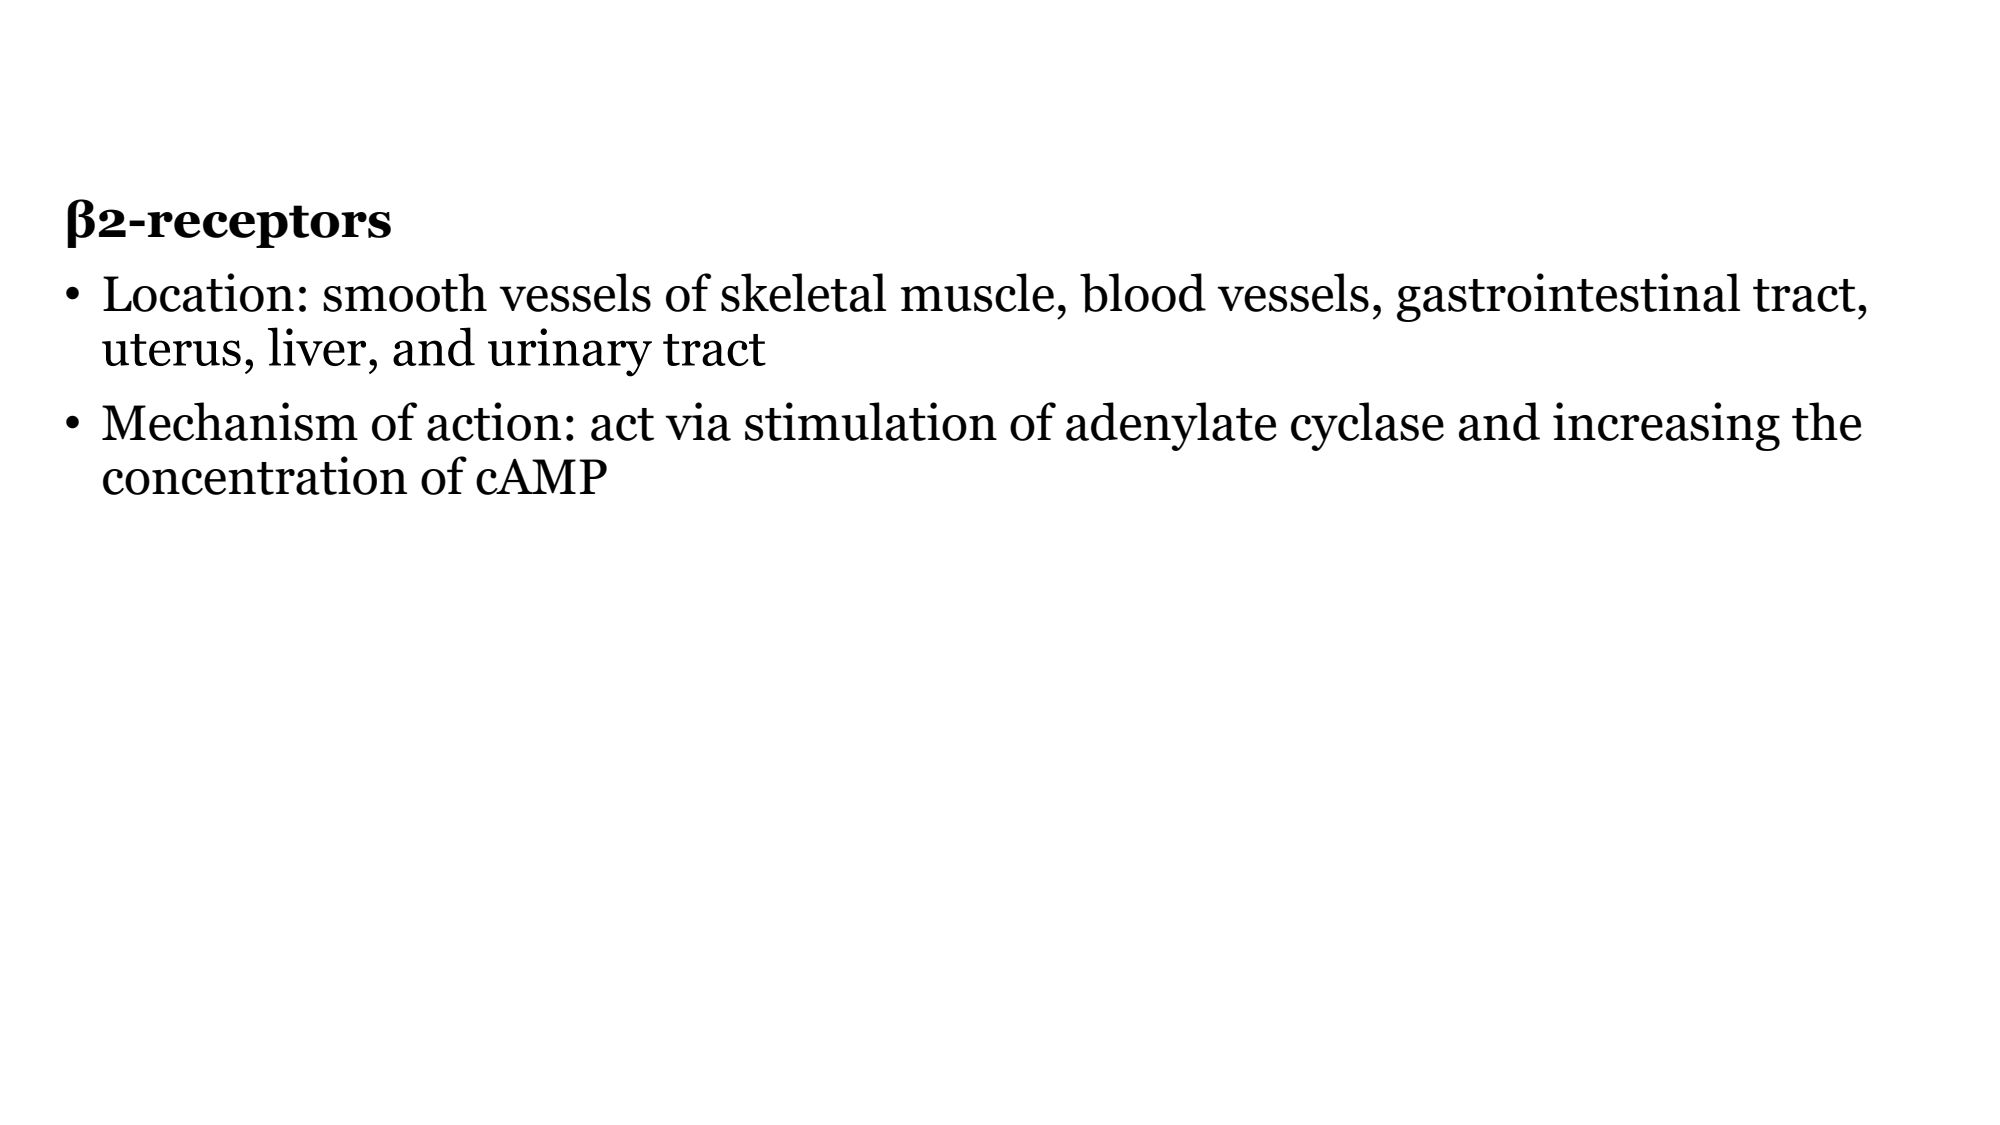 β2-receptors
• Location: smooth vessels of skeletal muscle, blood vessels, gastrointestinal tract,
uterus, liver, and urinary tract
• Mechanism of action: act via stimulation of adenylate cyclase and increasing the
concentration of cAMP